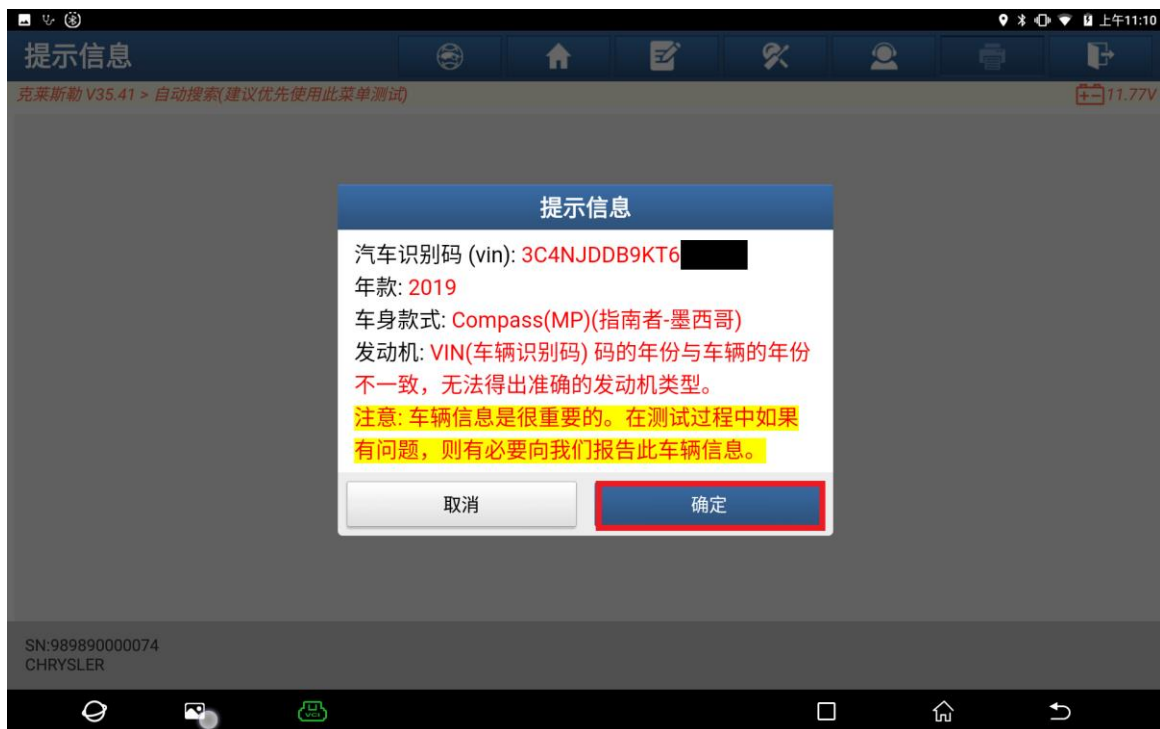 上午11:10
提示信息
克莱斯勒 V35.41 > 自动搜索(建议优先使用此菜单测试)
11.77V
提示信息
汽车识别码 (vin): 3C4NJDDB9KT6
年款: 2019
车身款式: Compass(MP)(指南者-墨西哥)
发动机: VIN(车辆识别码) 码的年份与车辆的年份
不一致，无法得出准确的发动机类型。
注意: 车辆信息是很重要的。在测试过程中如果
有问题，则有必要向我们报告此车辆信息。
取消
确定
SN:989890000074
CHRYSLER
VCI